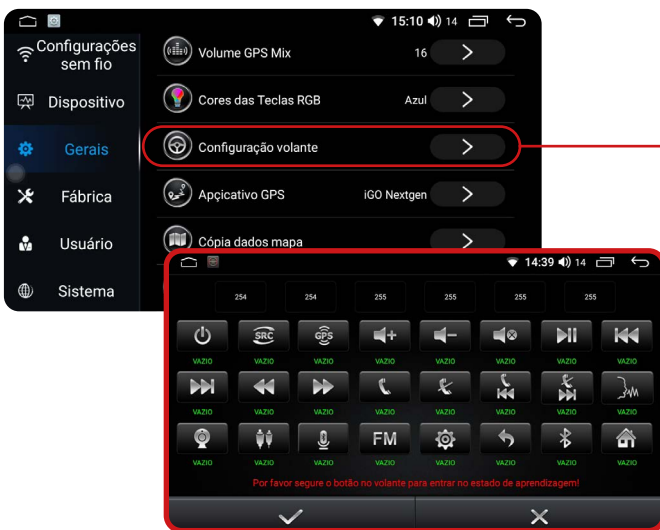 15:10 14
Configurações
sem fio
Dispositivo
Gerais
Fábrica
Usuário
Sistema
Volume GPS Mix 16
Cores das Teclas RGB Azul
Configuração volante
Apçicativo GPS iGO Nextgen
Cópia dados mapa
14:39 14
254 254 255 255 255 255
SRC GPS
VAZIO VAZIO VAZIO VAZIO VAZIO VAZIO VAZIO VAZIO
VAZIO VAZIO VAZIO VAZIO VAZIO VAZIO VAZIO VAZIO
FM
VAZIO VAZIO VAZIO VAZIO VAZIO VAZIO VAZIO VAZIO
Por favor segure o botão no volante para entrar no estado de aprendizagem!